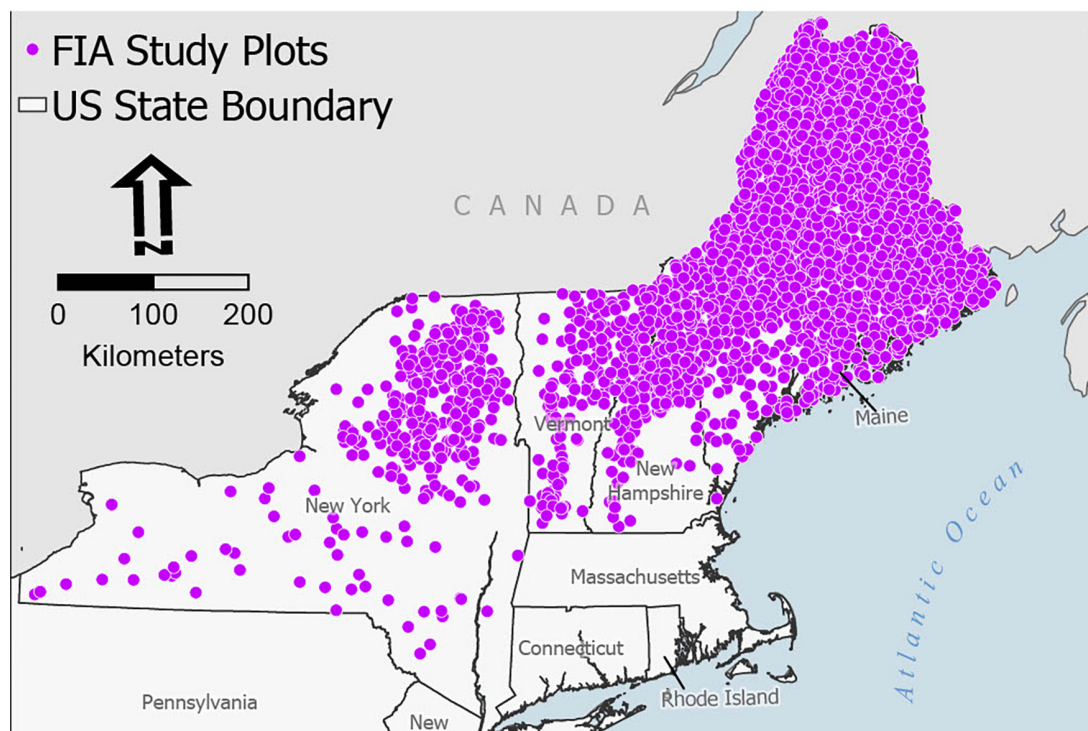 FIA Study Plots
US State Boundary
N
0 100 200
Kilometers
CANADA
Maine
Vermont
New
Hampshire
New York
Massachusetts
Connecticut
Rhode Island
Pennsylvania
New
Atlantic Ocean